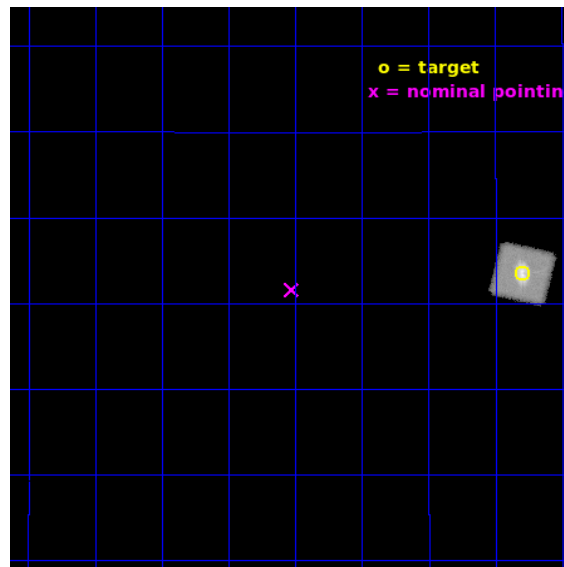 o = target
x = nominal pointin